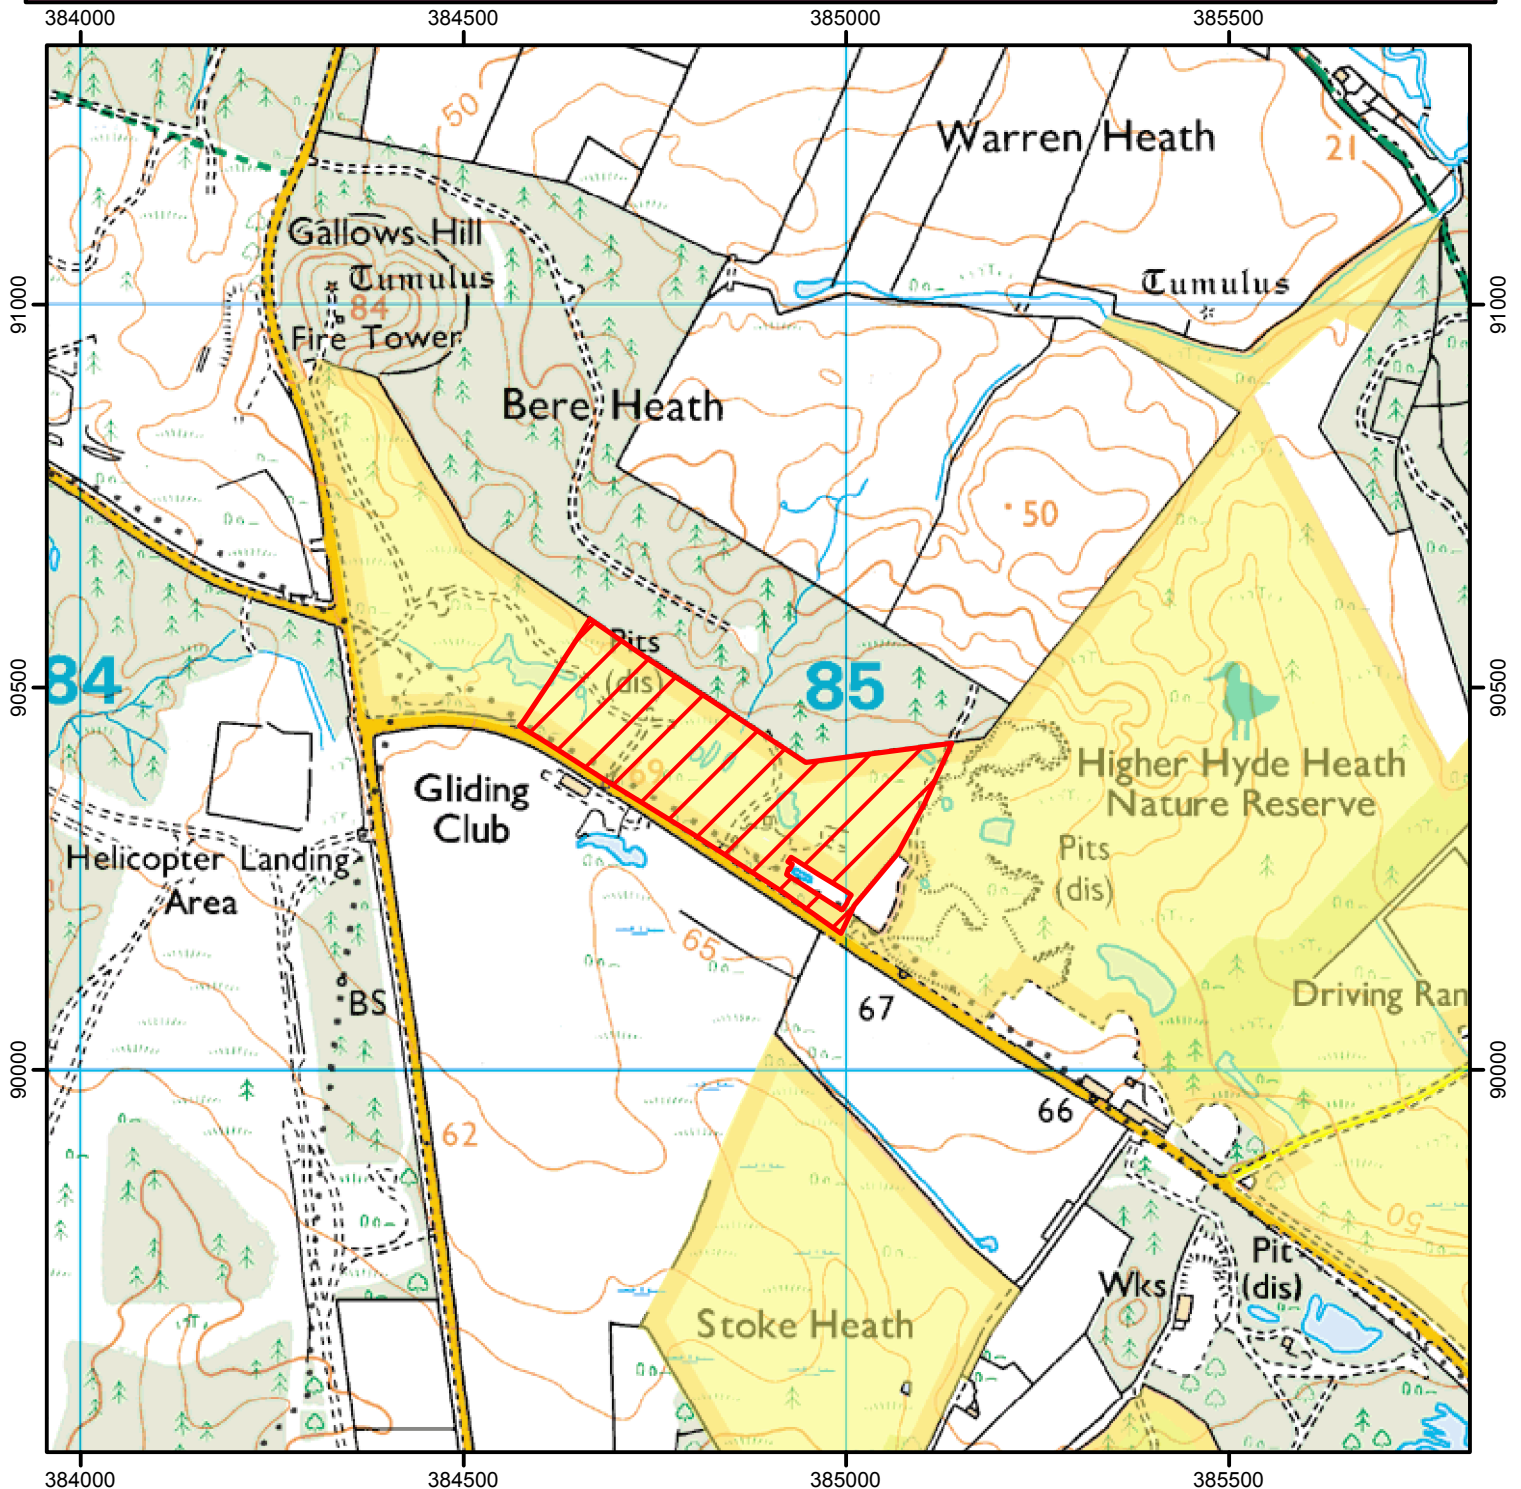 384000 384500 385000 385500
50
Warren Heath
21
Gallows Hill
Tumulus
84
Fire Tower
Tumulus
91000
91000
Bere Heath
50
Pits
(dis)
84
85
90500
90500
69
Higher Hyde Heath
Nature Reserve
Gliding
Club
Pits
(dis)
Helicopter Landing
Area
65
BS
67
Driving Ran
90000
90000
66
62
50
Pit
(dis)
Wks
Stoke Heath
384000 384500 385000 385500